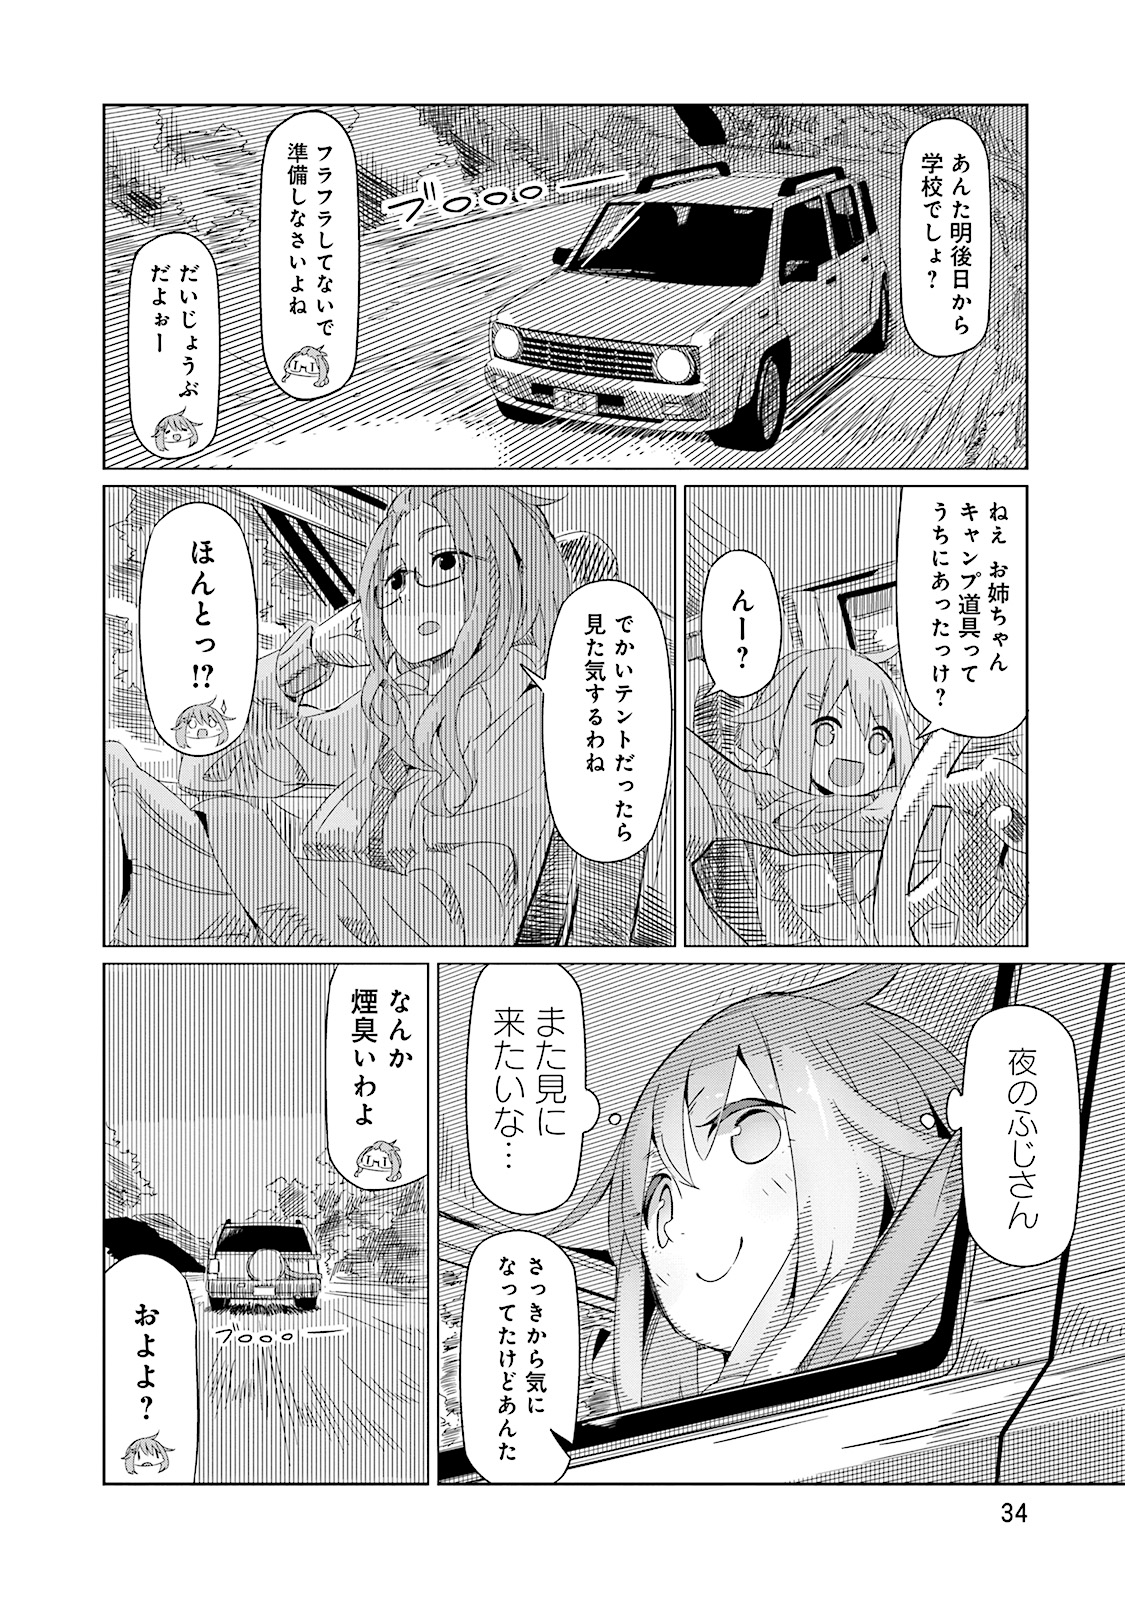 あんた明後日から
学校でしょ？
ブロロロー
フラフラしてないで
準備しなさいよね
だいじょうぶ
だよぉー
ねえ お姉ちゃん
キャンプ道具って
うちにあったっけ？
んー？
でかいテントだったら
見た気するわね
ほんとっ!?
夜のふじさん
また見に
来たいな…
さっきから気に
なってたけどあんた
なんか
煙臭いわよ
ブロロロー
およよ？
34